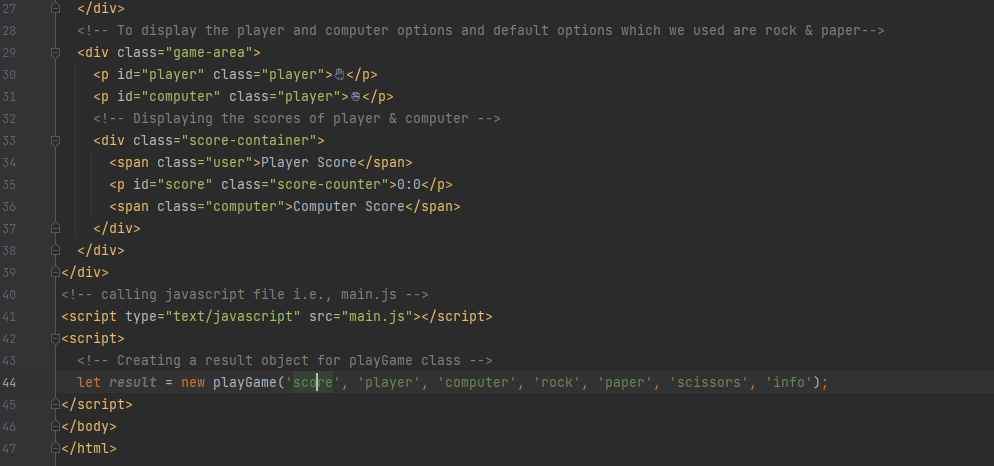 27 </div>
28 <!-- To display the player and computer options and default options which we used are rock & paper-->
29 <div class="game-area">
30 <p id="player" class="player">✋</p>
31 <p id="computer" class="player">✊</p>
32 <!-- Displaying the scores of player & computer -->
33 <div class="score-container">
34 <span class="user">Player Score</span>
35 <p id="score" class="score-counter">0:0</p>
36 <span class="computer">Computer Score</span>
37 </div>
38 </div>
39 </div>
40 <!-- calling javascript file i.e., main.js -->
41 <script type="text/javascript" src="main.js"></script>
42 <script>
43 <!-- Creating a result object for playGame class -->
44 let result = new playGame('score', 'player', 'computer', 'rock', 'paper', 'scissors', 'info');
45 </script>
46 </body>
47 </html>